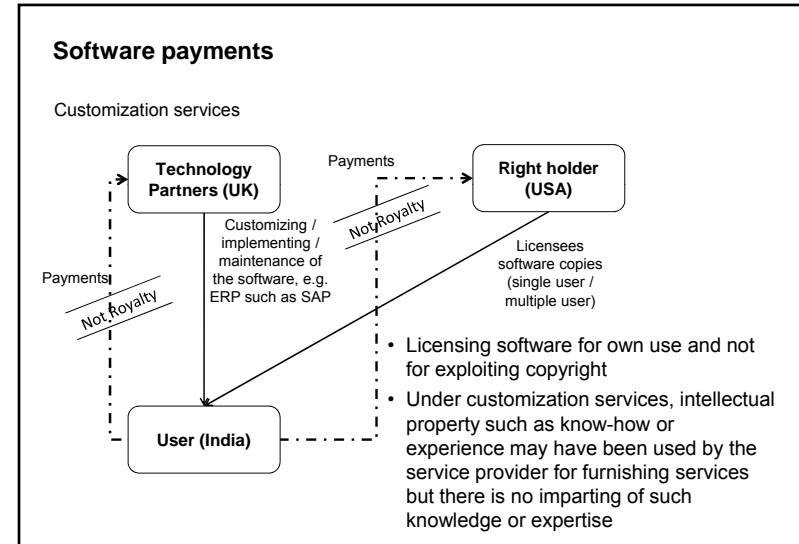 Software payments
Customization services
Technology
Partners (UK)
Payments
Right holder
(USA)
Not Royalty
Customizing /
implementing /
maintenance of
the software, e.g.
ERP such as SAP
Licensees
software copies
(single user /
multiple user)
Payments
Not Royalty
• Licensing software for own use and not
for exploiting copyright
• Under customization services, intellectual
property such as know-how or
experience may have been used by the
service provider for furnishing services
but there is no imparting of such
knowledge or expertise
User (India)